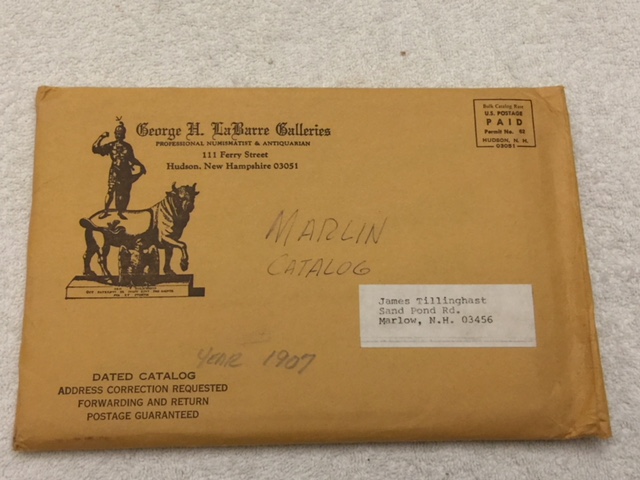 George H. LaBarre Galleries
PROFESSIONAL NUMISMATIST & ANTIQUARIAN
111 Ferry Street
Hudson, New Hampshire 03051
Bulk Catalog Rate
U.S. POSTAGE
PAID
Permit No. 93
HUDSON, N. H.
03051
MARLIN
CATALOG
James Tillinghast
Sand Pond Rd.
Marlow, N.H. 03456
YEAR 1907
DATED CATALOG
ADDRESS CORRECTION REQUESTED
FORWARDING AND RETURN
POSTAGE GUARANTEED